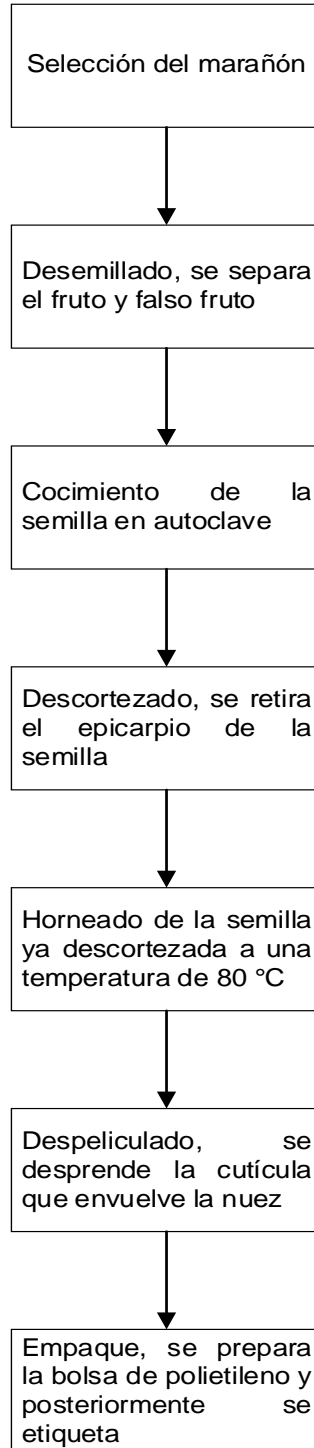 Selección del marañón
Desemillado, se separa
el fruto y falso fruto
Cocimiento de la
semilla en autoclave
Descortezado, se retira
el epicarpio de la
semilla
Horneado de la semilla
ya descortezada a una
temperatura de 80 °C
Despeliculado, se
desprende la cutícula
que envuelve la nuez
Empaque, se prepara
la bolsa de polietileno y
posteriormente se
etiqueta